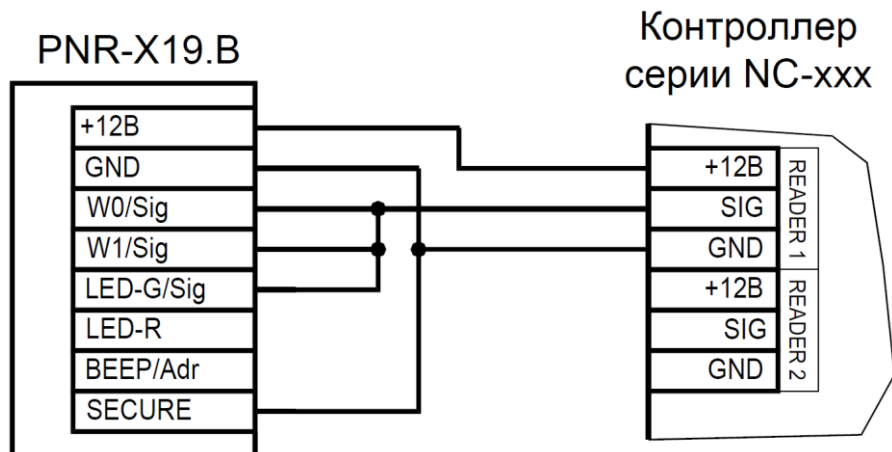 PNR-X19.B
Контроллер
серии NC-xxx
+12В
GND
W0/Sig
W1/Sig
LED-G/Sig
LED-R
BEEP/Adr
SECURE
+12В
SIG
GND
READER 1
+12В
SIG
GND
READER 2